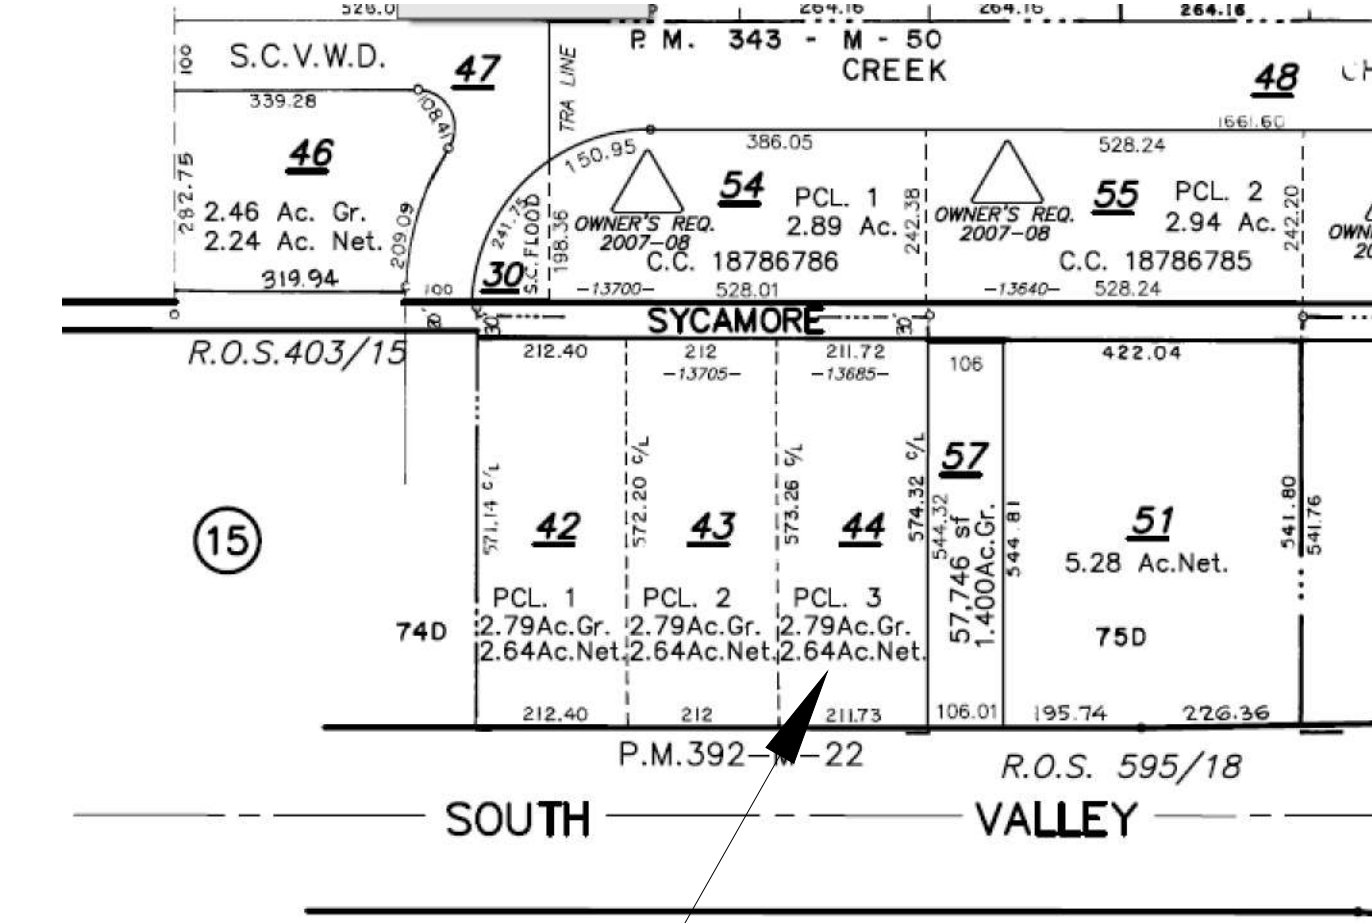 526.0
264.16
264.16
264.16
100
S.C.V.W.D.
47
TRA LINE
P.M. 343 - M - 50
CREEK
48
339.28
108.41
1661.60
46
150.95
386.05
528.24
282.75
2.46 Ac. Gr.
2.24 Ac. Net.
209.09
241.75
S.C. FLOOD
198.36
54
PCL. 1
2.89 Ac.
242.38
55
PCL. 2
2.94 Ac.
242.20
OWNER'S REQ.
2007-08
OWNER'S REQ.
2007-08
C.C. 18786786
C.C. 18786785
319.94
100
30
-13700-
528.01
-13640-
528.24
SYCAMORE
30
30
R.O.S.403/15
212.40
212
-13705-
211.72
-13685-
106
422.04
571.14 C/L
572.20 C/L
573.26 C/L
574.32 C/L
57
544.32
57,746 sf
1.400Ac.Gr.
544.81
541.80
541.76
15
42
43
44
51
5.28 Ac.Net.
PCL. 1
2.79Ac.Gr.
2.64Ac.Net.
PCL. 2
2.79Ac.Gr.
2.64Ac.Net.
PCL. 3
2.79Ac.Gr.
2.64Ac.Net.
74D
75D
212.40
212
211.73
106.01
195.74
226.36
P.M.392-M-22
R.O.S. 595/18
SOUTH
VALLEY